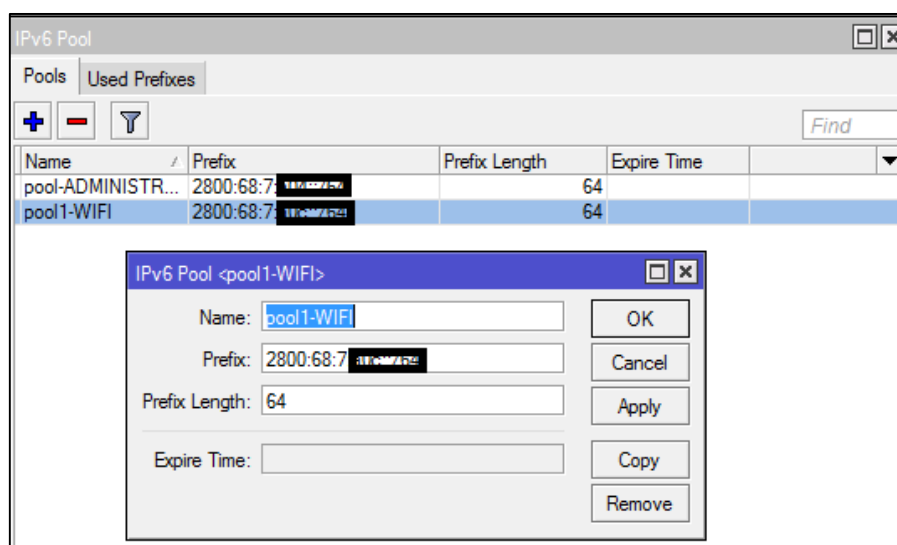 IPv6 Pool
Pools Used Prefixes
Find
Name Prefix Prefix Length Expire Time
pool-ADMINISTR... 2800:68:7: 64
pool1-WIFI 2800:68:7: 64
IPv6 Pool <pool1-WIFI>
Name: pool1-WIFI OK
Prefix: 2800:68:7 Cancel
Prefix Length: 64 Apply
Expire Time: Copy
Remove